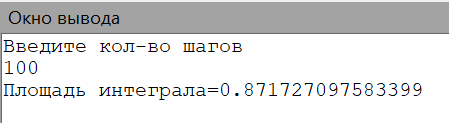 Окно вывода
Введите кол-во шагов
100
Площадь интеграла=0.871727097583399